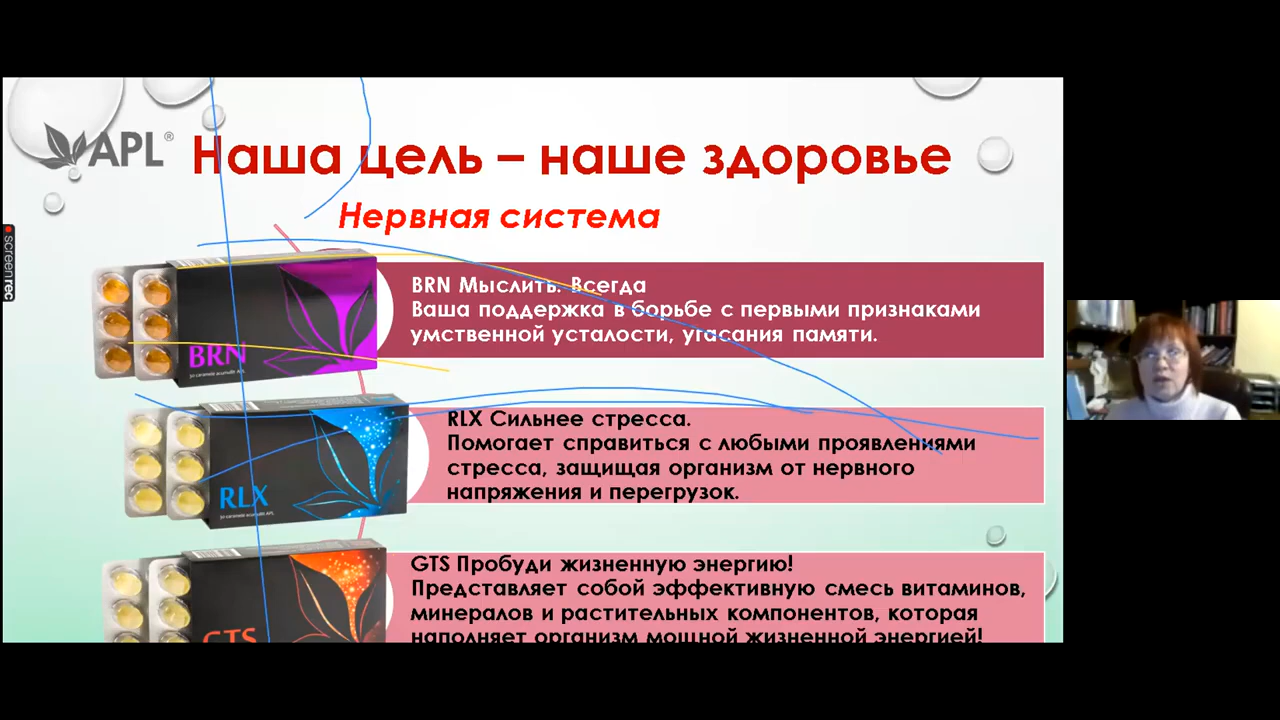 APL®
Наша цель – наше здоровье
Нервная система
screenrec
BRN Мыслить. Всегда
Ваша поддержка в борьбе с первыми признаками
умственной усталости, угасания памяти.
BRN
RLX Сильнее стресса.
Помогает справиться с любыми проявлениями
стресса, защищая организм от нервного
напряжения и перегрузок.
RLX
GTS Пробуди жизненную энергию!
Представляет собой эффективную смесь витаминов,
минералов и растительных компонентов, которая
наполняет организм мощной жизненной энергией!
GTS